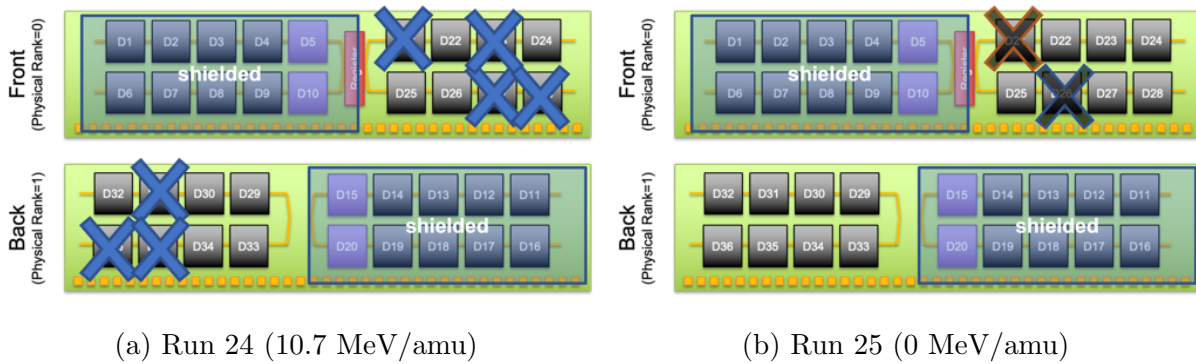 Front
(Physical Rank=0)
D1 D2 D3 D4 D5 D22 D24
shielded
D6 D7 D8 D9 D10 Register D25 D26
Back
(Physical Rank=1)
D32 D30 D29 D15 D14 D13 D12 D11
shielded
D34 D33 D20 D19 D18 D17 D16
(a) Run 24 (10.7 MeV/amu)
Front
(Physical Rank=0)
D1 D2 D3 D4 D5 D22 D23 D24
shielded
D6 D7 D8 D9 D10 Register D25 D26 D27 D28
Back
(Physical Rank=1)
D32 D31 D30 D29 D15 D14 D13 D12 D11
shielded
D36 D35 D34 D33 D20 D19 D18 D17 D16
(b) Run 25 (0 MeV/amu)